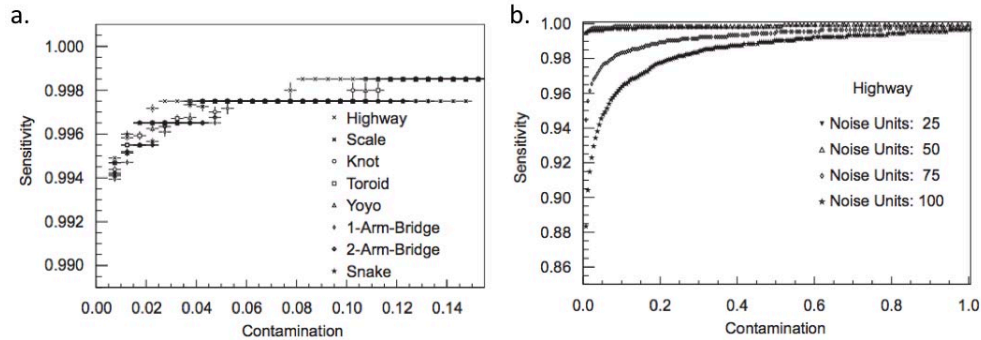 a.
1.000
0.998
0.996
0.994
0.992
0.990
Sensitivity
Highway
Scale
Knot
Toroid
Yoyo
1-Arm-Bridge
2-Arm-Bridge
Snake
0.00 0.02 0.04 0.06 0.08 0.10 0.12 0.14
Contamination
b.
1.00
0.98
0.96
0.94
0.92
0.90
0.88
0.86
Sensitivity
Highway
Noise Units: 25
Noise Units: 50
Noise Units: 75
Noise Units: 100
0.0 0.2 0.4 0.6 0.8 1.0
Contamination